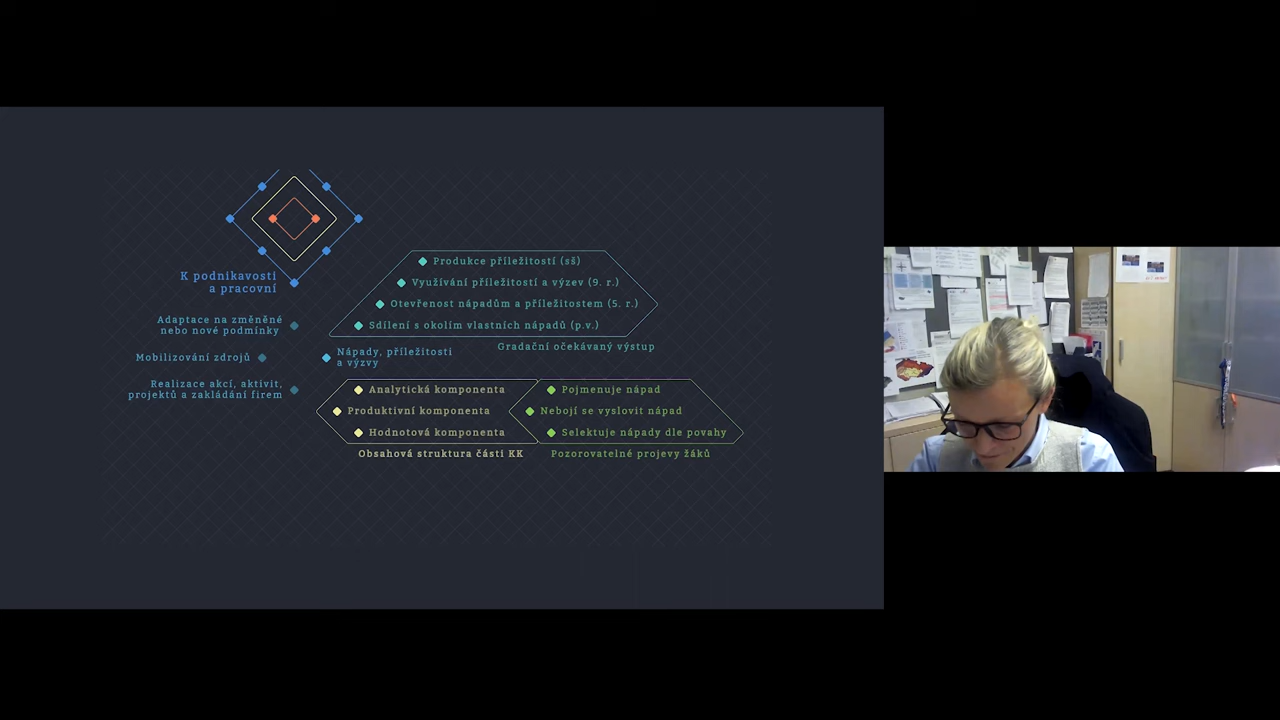 K podnikavosti
a pracovní
Adaptace na změněné
nebo nové podmínky
Mobilizování zdrojů
Realizace akcí, aktivit,
projektů a zakládání firem
Produkce příležitostí (sš)
Využívání příležitostí a výzev (9. r.)
Otevřenost nápadům a příležitostem (5. r.)
Sdílení s okolím vlastních nápadů (p.v.)
Gradační očekávaný výstup
Nápady, příležitosti
a výzvy
Analytická komponenta
Produktivní komponenta
Hodnotová komponenta
Obsahová struktura části KK
Pojmenuje nápad
Nebojí se vyslovit nápad
Selektuje nápady dle povahy
Pozorovatelné projevy žáků